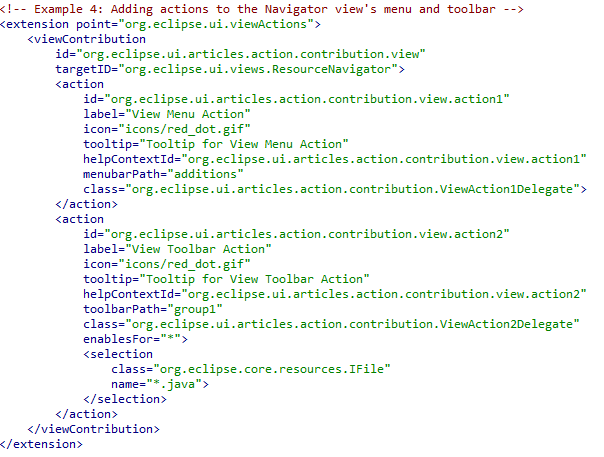 <!-- Example 4: Adding actions to the Navigator view's menu and toolbar -->
<extension point="org.eclipse.ui.viewActions">
    <viewContribution
        id="org.eclipse.ui.articles.action.contribution.view"
        targetID="org.eclipse.ui.views.ResourceNavigator">
        <action
            id="org.eclipse.ui.articles.action.contribution.view.action1"
            label="View Menu Action"
            icon="icons/red_dot.gif"
            tooltip="Tooltip for View Menu Action"
            helpContextId="org.eclipse.ui.articles.action.contribution.view.action1"
            menubarPath="additions"
            class="org.eclipse.ui.articles.action.contribution.ViewAction1Delegate">
        </action>
        <action
            id="org.eclipse.ui.articles.action.contribution.view.action2"
            label="View Toolbar Action"
            icon="icons/red_dot.gif"
            tooltip="Tooltip for View Toolbar Action"
            helpContextId="org.eclipse.ui.articles.action.contribution.view.action2"
            toolbarPath="group1"
            class="org.eclipse.ui.articles.action.contribution.ViewAction2Delegate"
            enablesFor="*">
            <selection
                class="org.eclipse.core.resources.IFile"
                name="*.java">
            </selection>
        </action>
    </viewContribution>
</extension>